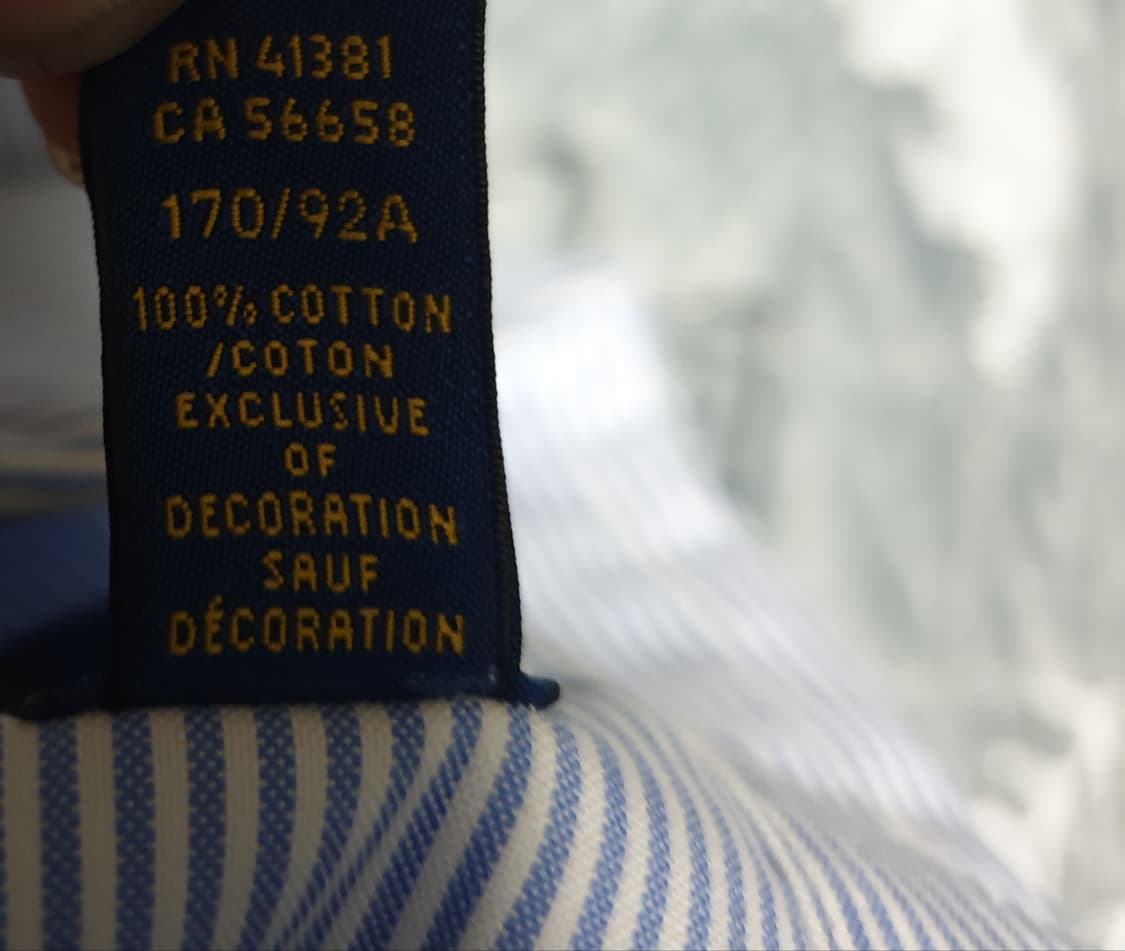 RN 41381
CA 56658
170/92A
100% COTTON
/COTON
EXCLUSIVE
OF
DECORATION
SAUF
DÉCORATION